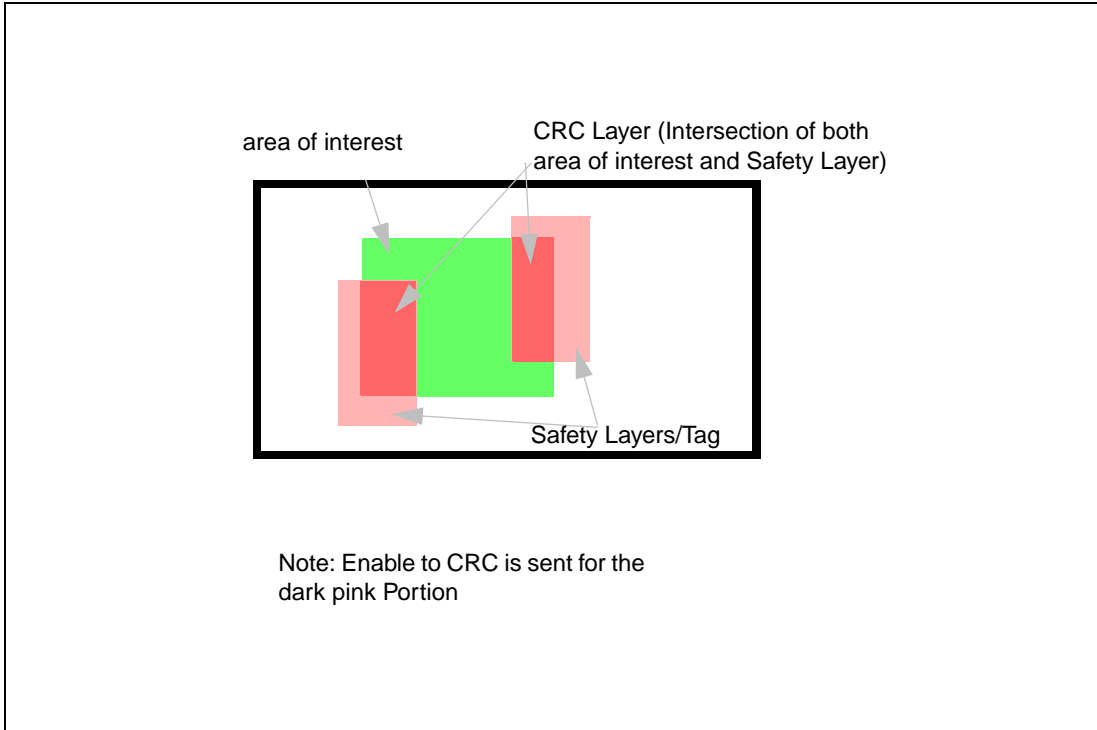 area of interest
CRC Layer (Intersection of both
area of interest and Safety Layer)
Safety Layers/Tag
Note: Enable to CRC is sent for the
dark pink Portion